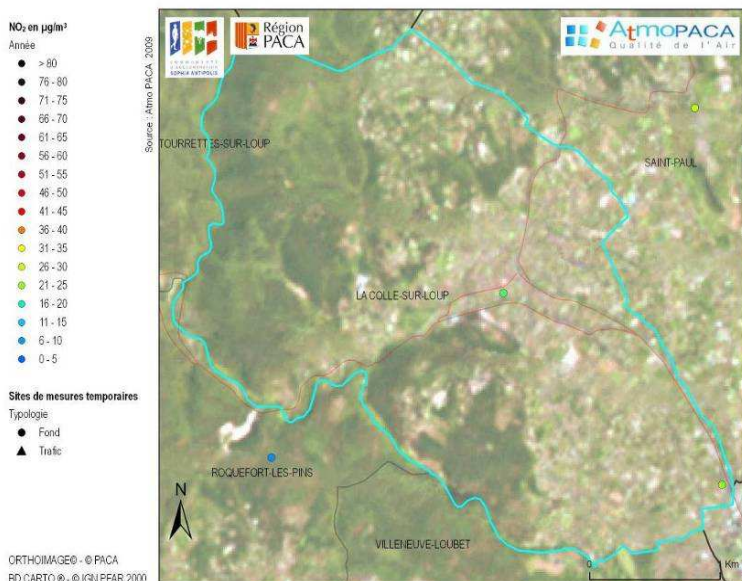 NO₂ en µg/m³
Année
> 80
76 - 80
71 - 75
66 - 70
61 - 65
56 - 60
51 - 55
46 - 50
41 - 45
36 - 40
31 - 35
26 - 30
21 - 25
16 - 20
11 - 15
6 - 10
0 - 5
Sites de mesures temporaires
Typologie
Fond
Trafic
ORTHOIMAGE© - © PACA
BD CARTO ® - © IGN PFAR 2000
Source : Atmo PACA 2009
SOPHIA ANTIPOLIS
Région
PACA
AtmoPACA
Qualité de l'Air
TOURRETTES-SUR-LOUP
SAINT-PAUL
LA COLLE-SUR-LOUP
ROQUEFORT-LES-PINS
VILLENEUVE-LOUBET
N
0
Km